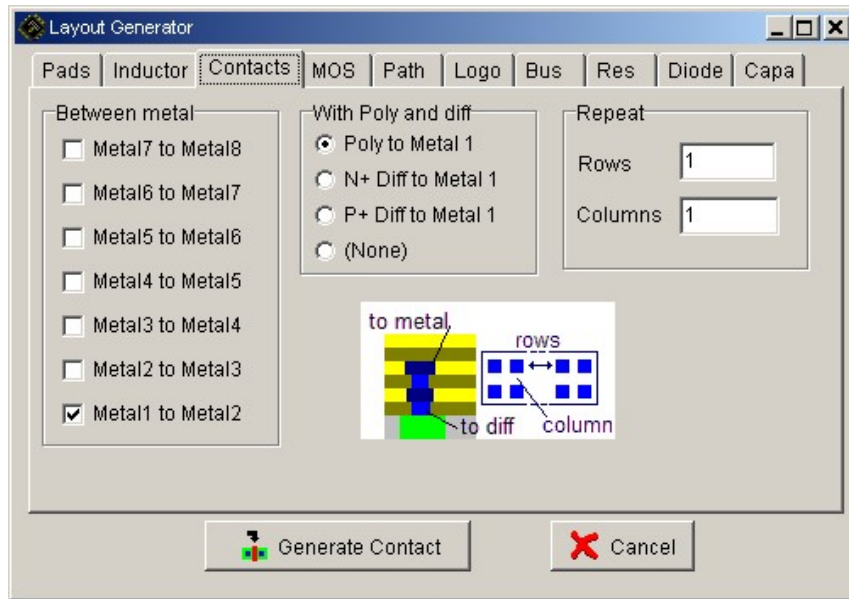 Layout Generator
Pads Inductor Contacts MOS Path Logo Bus Res Diode Capa
Between metal
Metal7 to Metal8
Metal6 to Metal7
Metal5 to Metal6
Metal4 to Metal5
Metal3 to Metal4
Metal2 to Metal3
Metal1 to Metal2
With Poly and diff
Poly to Metal 1
N+ Diff to Metal 1
P+ Diff to Metal 1
(None)
Repeat
Rows 1
Columns 1
to metal
rows
to diff
column
Generate Contact
Cancel